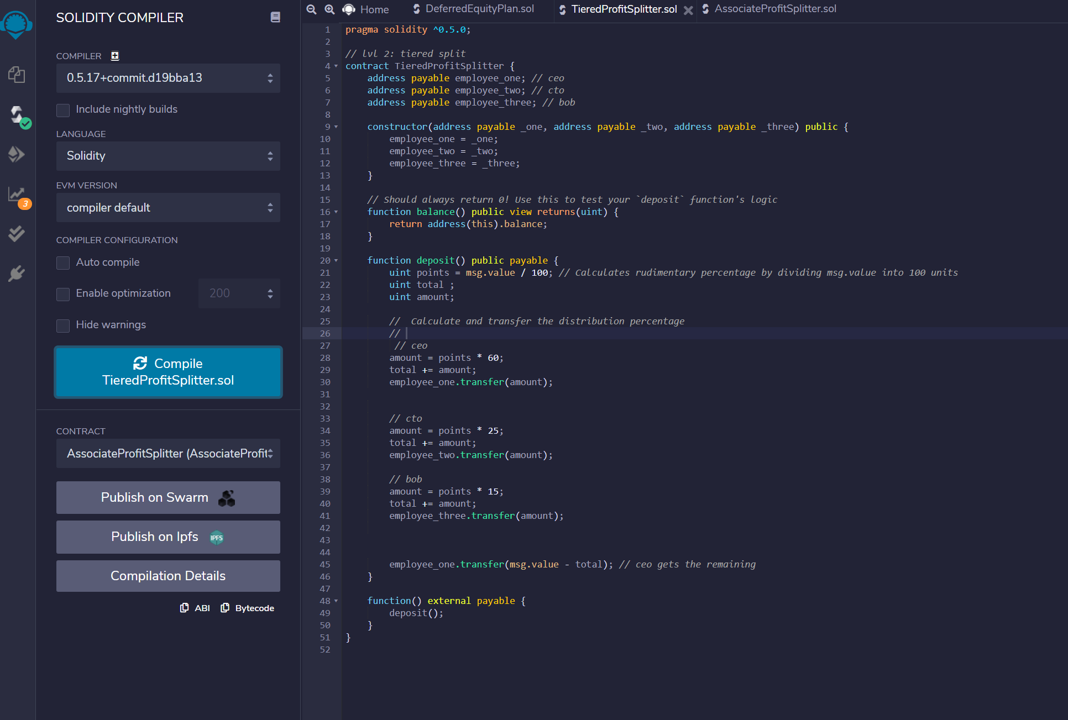 SOLIDITY COMPILER
COMPILER
0.5.17+commit.d19bba13
Include nightly builds
LANGUAGE
Solidity
EVM VERSION
compiler default
COMPILER CONFIGURATION
Auto compile
Enable optimization
200
Hide warnings
Compile
TieredProfitSplitter.sol
CONTRACT
AssociateProfitSplitter (AssociateProfit
Publish on Swarm
Publish on Ipfs
IPFS
Compilation Details
ABI
Bytecode
3
Home
DeferredEquityPlan.sol
TieredProfitSplitter.sol
AssociateProfitSplitter.sol
1 pragma solidity ^0.5.0;
2
3 // lvl 2: tiered split
4 contract TieredProfitSplitter {
5 address payable employee_one; // ceo
6 address payable employee_two; // cto
7 address payable employee_three; // bob
8
9 constructor(address payable _one, address payable _two, address payable _three) public {
10 employee_one = _one;
11 employee_two = _two;
12 employee_three = _three;
13 }
14
15 // Should always return 0! Use this to test your `deposit` function's logic
16 function balance() public view returns(uint) {
17 return address(this).balance;
18 }
19
20 function deposit() public payable {
21 uint points = msg.value / 100; // Calculates rudimentary percentage by dividing msg.value into 100 units
22 uint total ;
23 uint amount;
24
25 //  Calculate and transfer the distribution percentage
26 //
27 // ceo
28 amount = points * 60;
29 total += amount;
30 employee_one.transfer(amount);
31
32
33 // cto
34 amount = points * 25;
35 total += amount;
36 employee_two.transfer(amount);
37
38 // bob
39 amount = points * 15;
40 total += amount;
41 employee_three.transfer(amount);
42
43
44
45 employee_one.transfer(msg.value - total); // ceo gets the remaining
46 }
47
48 function() external payable {
49 deposit();
50 }
51 }
52